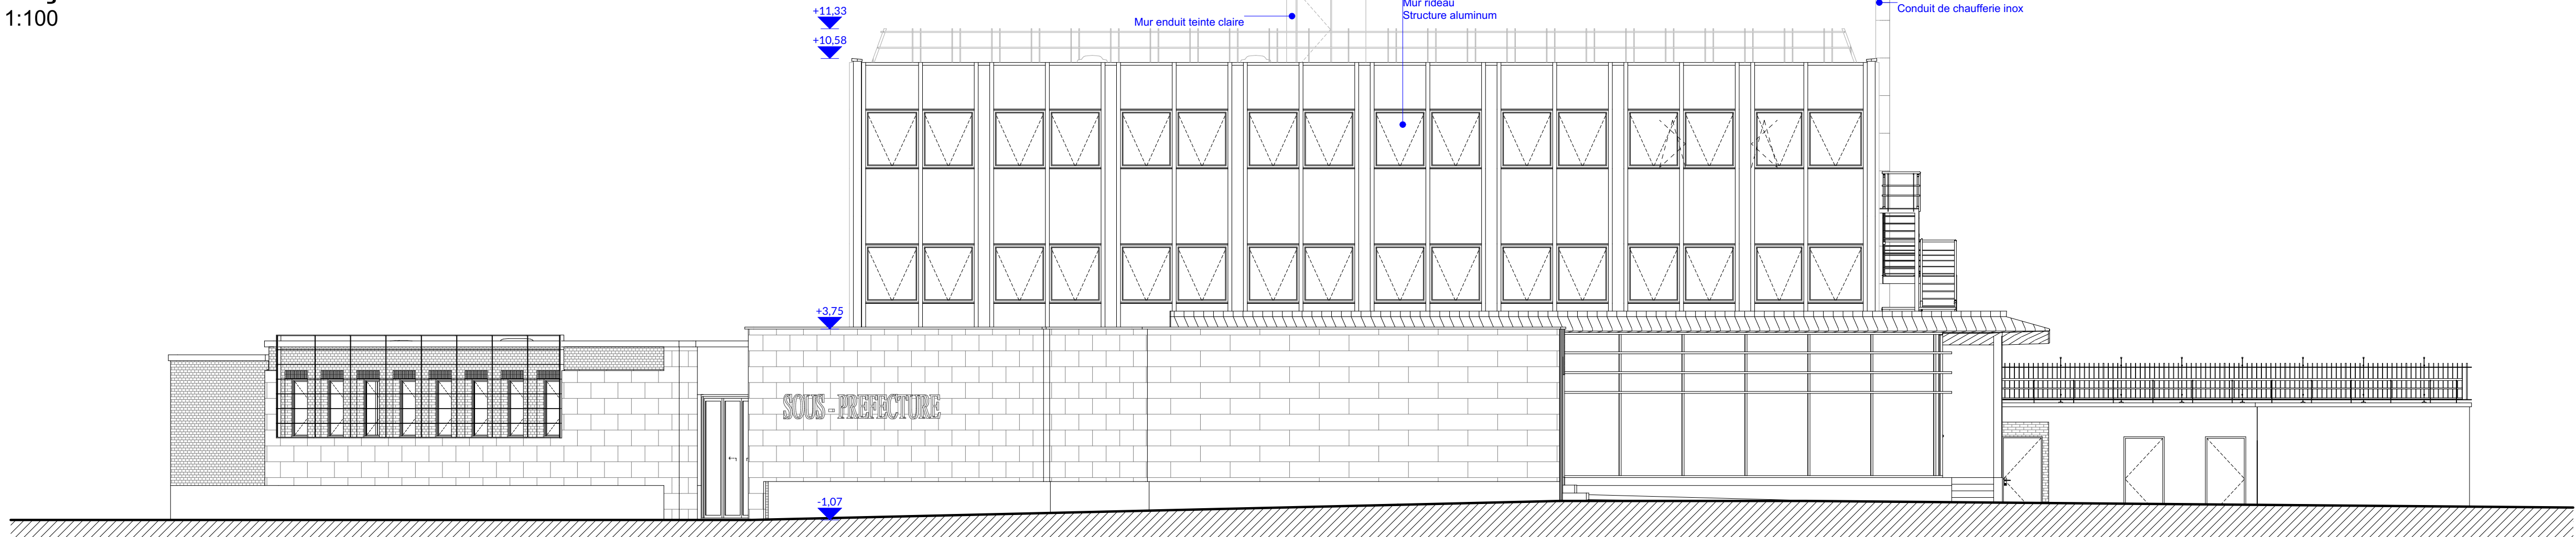 1:100
+11,33
+10,58
Mur enduit teinte claire
Mur rideau
Structure aluminum
Conduit de chaufferie inox
+3,75
SOUS-PREFECTURE
-1,07